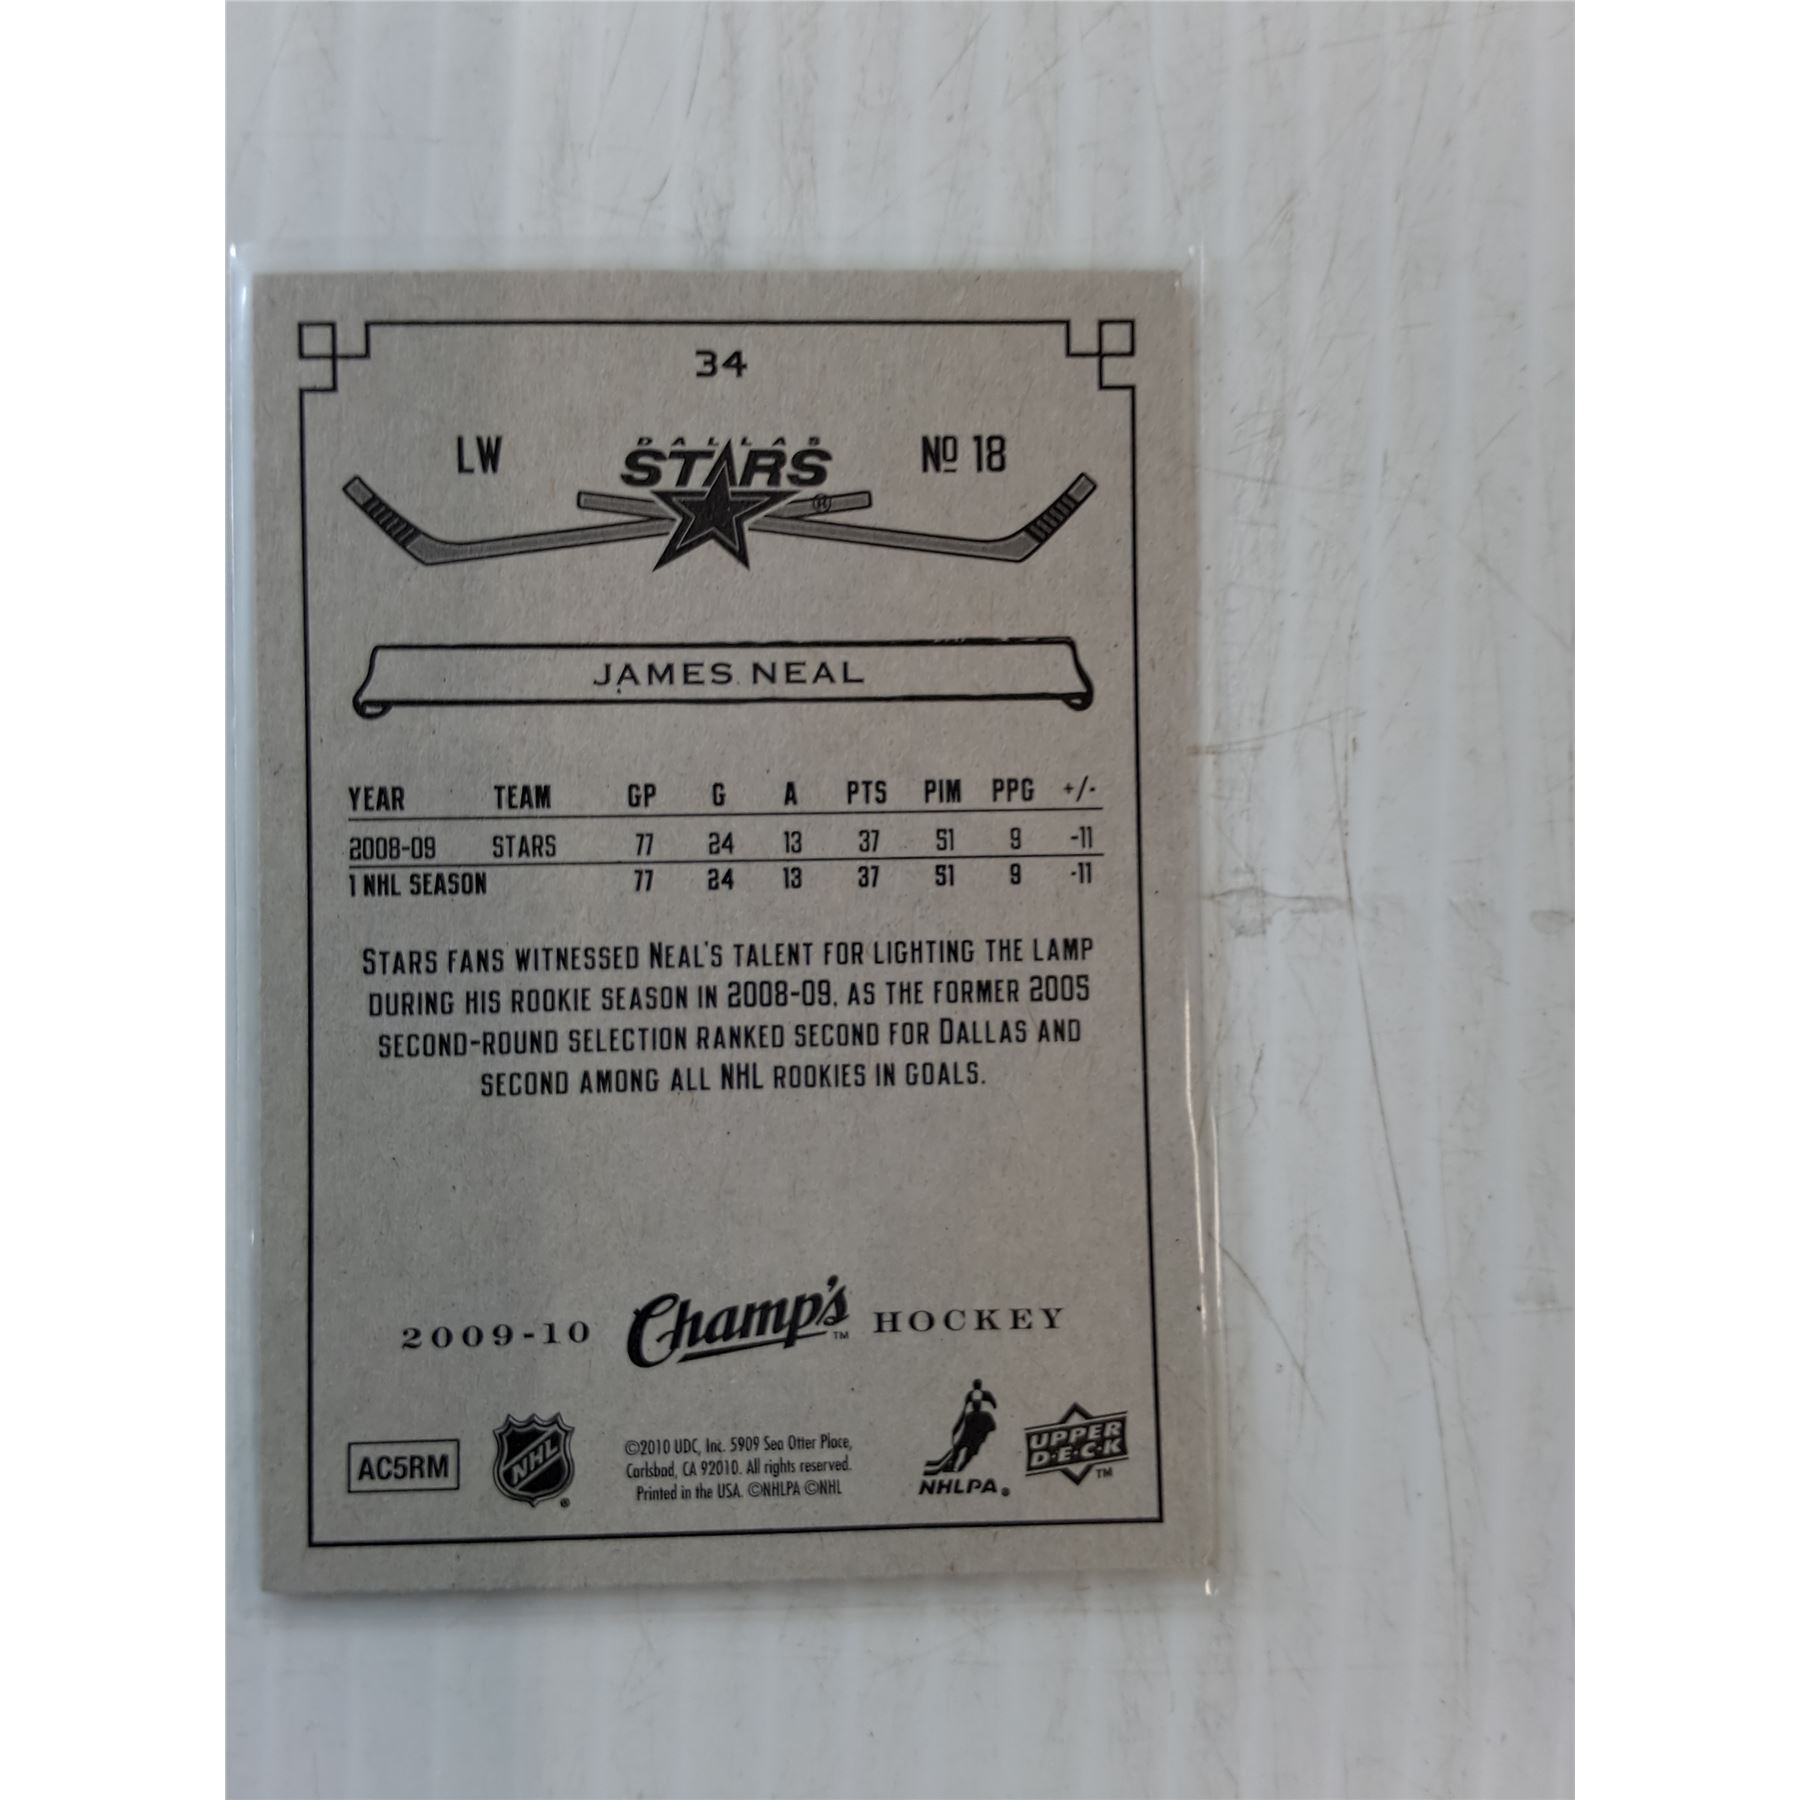 34
LW
DALLAS
STARS
®
Nº 18
JAMES NEAL
YEAR TEAM GP G A PTS PIM PPG +/-
2008-09 STARS 77 24 13 37 51 9 -11
1 NHL SEASON 77 24 13 37 51 9 -11
STARS FANS WITNESSED NEAL'S TALENT FOR LIGHTING THE LAMP
DURING HIS ROOKIE SEASON IN 2008-09, AS THE FORMER 2005
SECOND-ROUND SELECTION RANKED SECOND FOR DALLAS AND
SECOND AMONG ALL NHL ROOKIES IN GOALS.
2009-10 Champ's™ HOCKEY
AC5RM
NHL®
©2010 UDC, Inc. 5909 Sea Otter Place,
Carlsbad, CA 92010. All rights reserved.
Printed in the USA. ©NHLPA ©NHL
NHLPA®
UPPER
D·E·C·K™